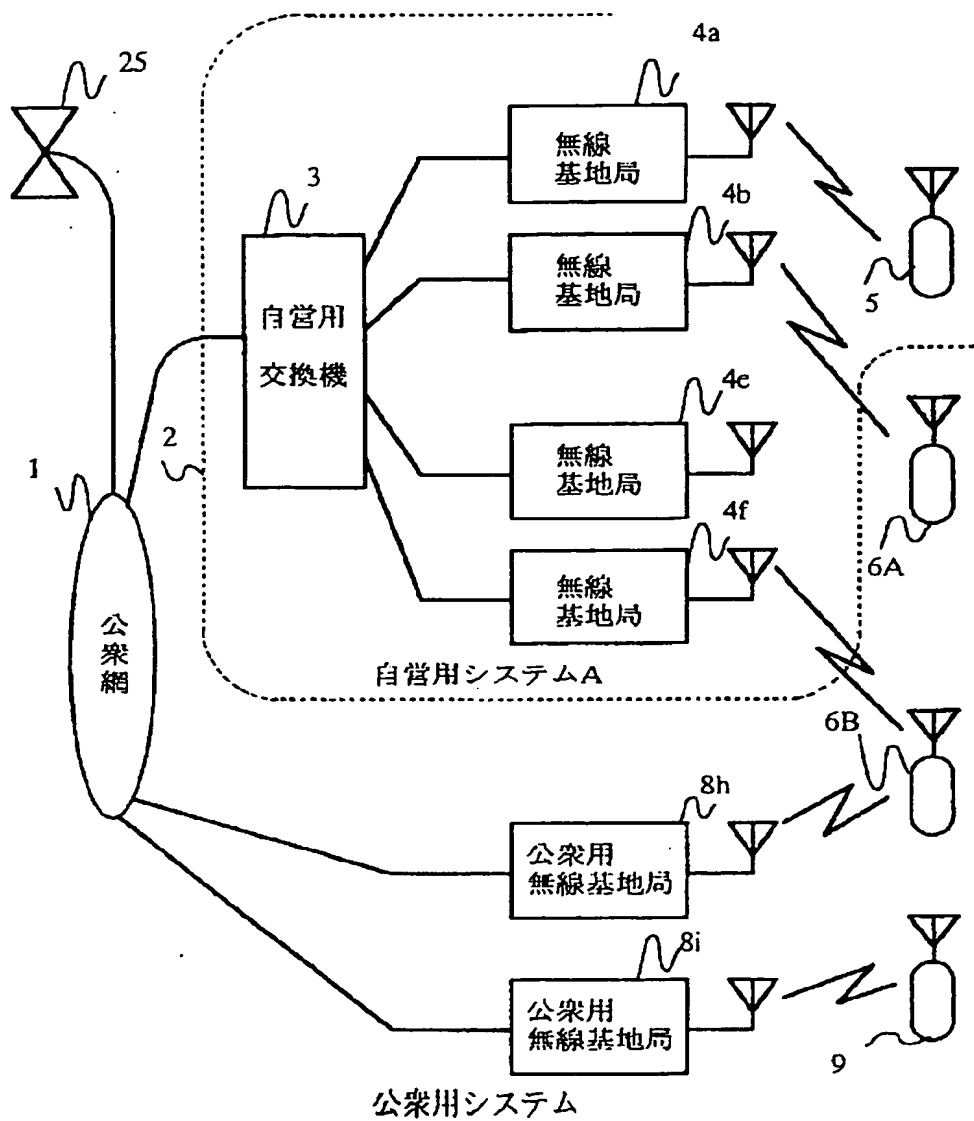 4a
25
無線
基地局
3
4b
無線
基地局
5
自営用
交換機
4e
無線
基地局
2
1
4f
無線
基地局
6A
公衆網
自営用システムA
6B
8h
公衆用
無線基地局
8i
公衆用
無線基地局
9
公衆用システム